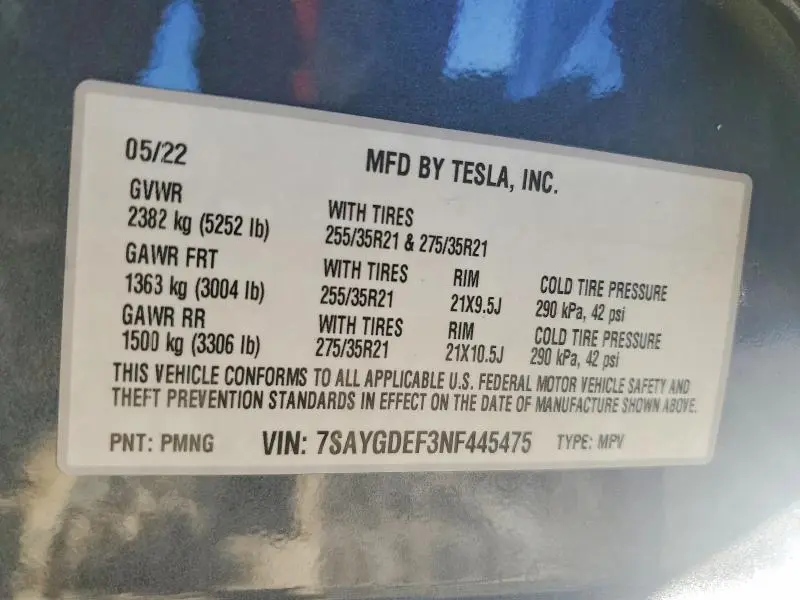 05/22 MFD BY TESLA, INC.
GVWR
2382 kg (5252 lb) WITH TIRES
255/35R21 & 275/35R21
GAWR FRT WITH TIRES RIM COLD TIRE PRESSURE
1363 kg (3004 lb) 255/35R21 21X9.5J 290 kPa, 42 psi
GAWR RR WITH TIRES RIM COLD TIRE PRESSURE
1500 kg (3306 lb) 275/35R21 21X10.5J 290 kPa, 42 psi
THIS VEHICLE CONFORMS TO ALL APPLICABLE U.S. FEDERAL MOTOR VEHICLE SAFETY AND
THEFT PREVENTION STANDARDS IN EFFECT ON THE DATE OF MANUFACTURE SHOWN ABOVE.
PNT: PMNG VIN: 7SAYGDEF3NF445475 TYPE: MPV